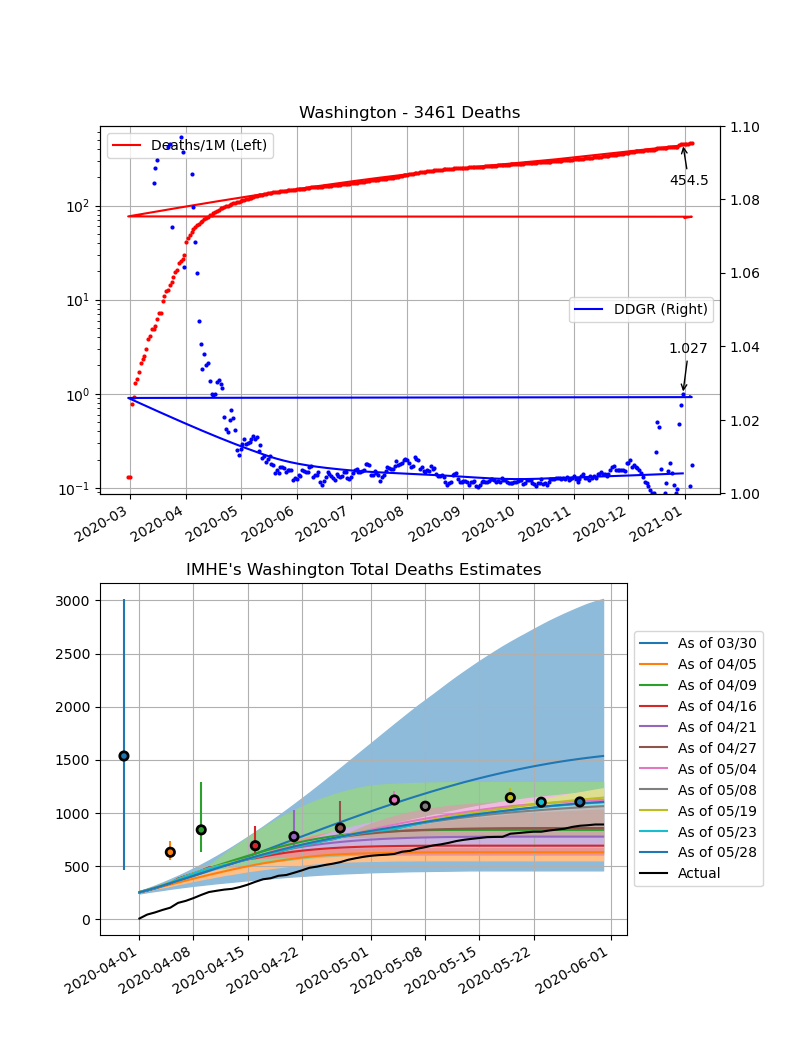 Washington - 3461 Deaths
Deaths/1M (Left)
DDGR (Right)
454.5
1.027
10²
10¹
10⁰
10⁻¹
1.10
1.08
1.06
1.04
1.02
1.00
2020-03
2020-04
2020-05
2020-06
2020-07
2020-08
2020-09
2020-10
2020-11
2020-12
2021-01
IMHE's Washington Total Deaths Estimates
3000
2500
2000
1500
1000
500
0
2020-04-01
2020-04-08
2020-04-15
2020-04-22
2020-05-01
2020-05-08
2020-05-15
2020-05-22
2020-06-01
As of 03/30
As of 04/05
As of 04/09
As of 04/16
As of 04/21
As of 04/27
As of 05/04
As of 05/08
As of 05/19
As of 05/23
As of 05/28
Actual